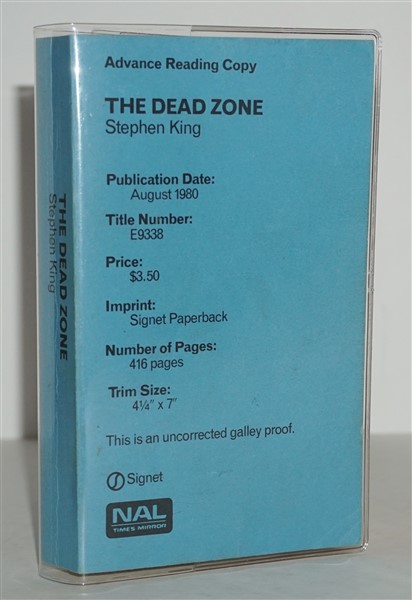 Advance Reading Copy
THE DEAD ZONE
Stephen King
Publication Date:
August 1980
Title Number:
E9338
Price:
$3.50
Imprint:
Signet Paperback
Number of Pages:
416 pages
Trim Size:
4¼" x 7"
This is an uncorrected galley proof.
Signet
NAL
TIMES MIRROR
THE DEAD ZONE
Stephen King